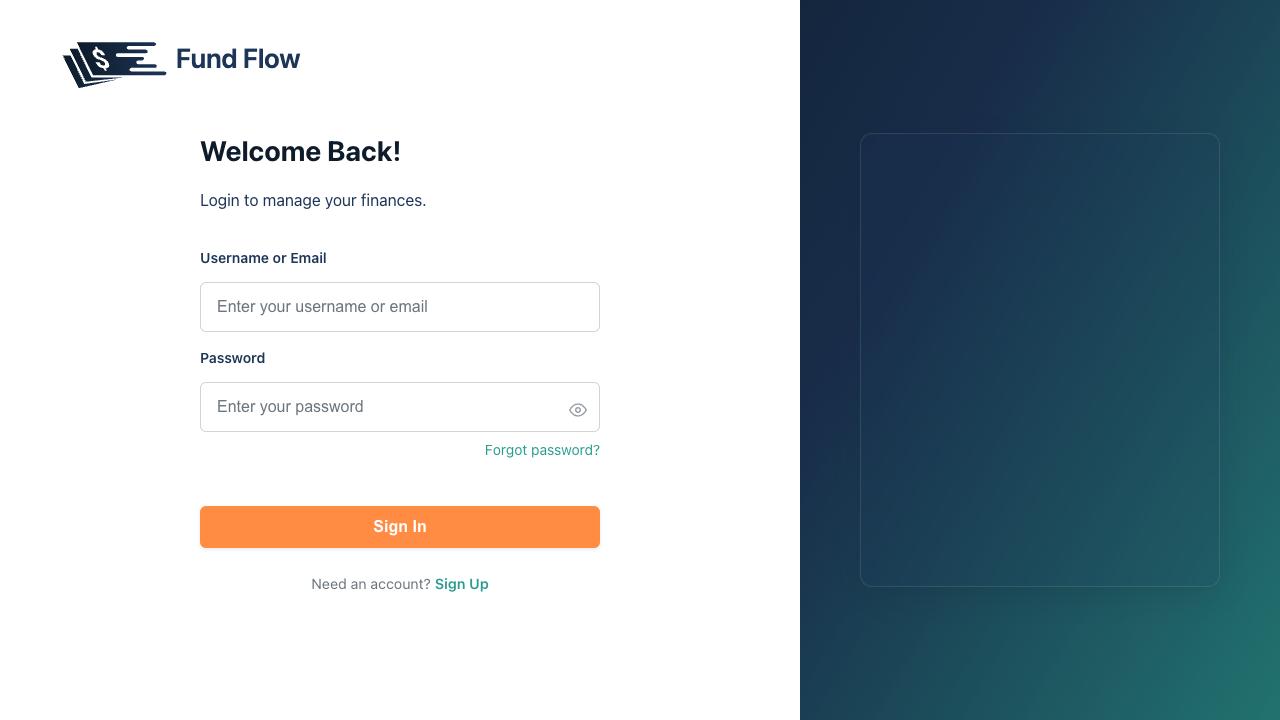 $
Fund Flow
Welcome Back!
Login to manage your finances.
Username or Email
Enter your username or email
Password
Enter your password
Forgot password?
Sign In
Need an account? Sign Up